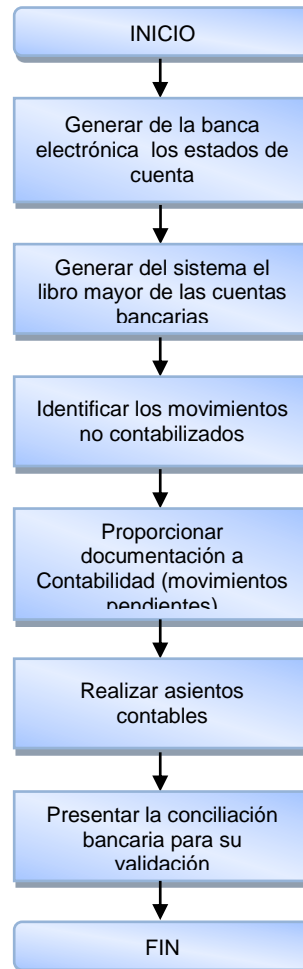 INICIO
Generar de la banca
electrónica  los estados de
cuenta
Generar del sistema el
libro mayor de las cuentas
bancarias
Identificar los movimientos
no contabilizados
Proporcionar
documentación a
Contabilidad (movimientos
pendientes)
Realizar asientos
contables
Presentar la conciliación
bancaria para su
validación
FIN